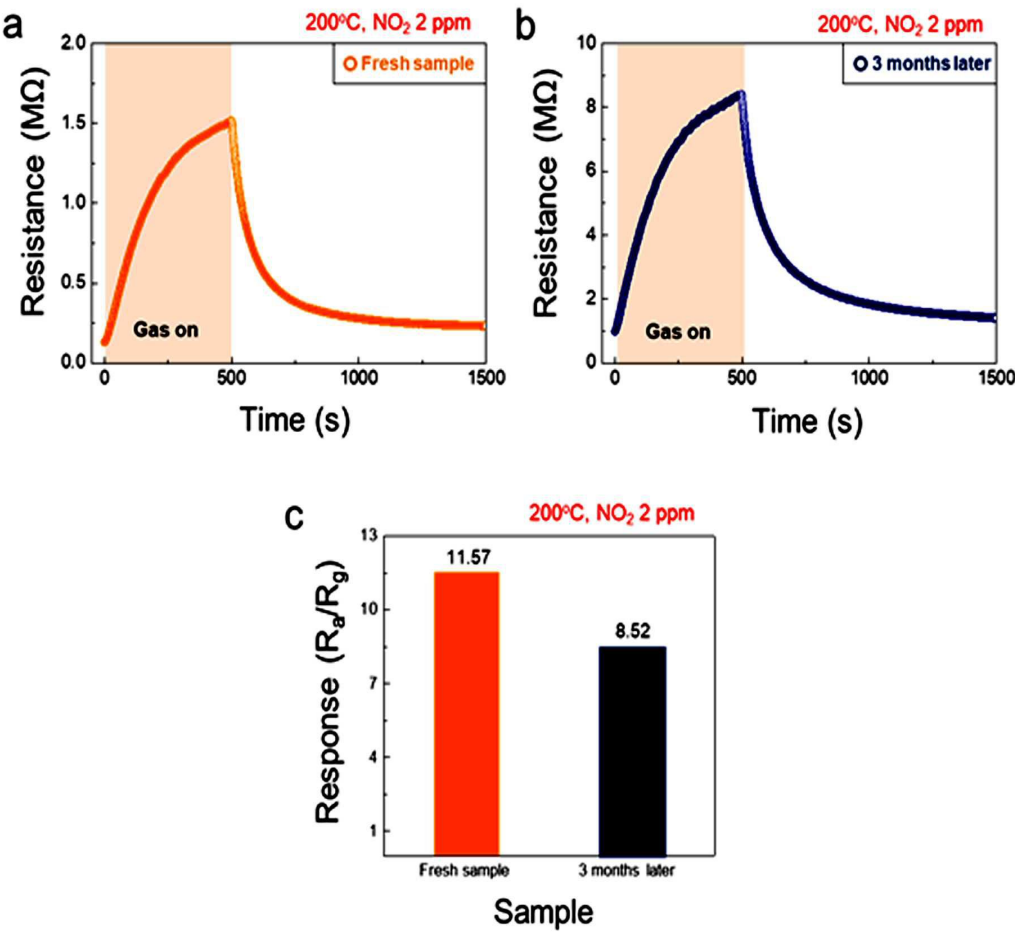 a
200°C, NO₂ 2 ppm
Fresh sample
Resistance (MΩ)
2.0
1.5
1.0
0.5
0.0
Gas on
0 500 1000 1500
Time (s)
b
200°C, NO₂ 2 ppm
3 months later
Resistance (MΩ)
10
8
6
4
2
0
Gas on
0 500 1000 1500
Time (s)
c
200°C, NO₂ 2 ppm
Response (Rₐ/R_g)
13
10
7
4
1
11.57
8.52
Fresh sample 3 months later
Sample